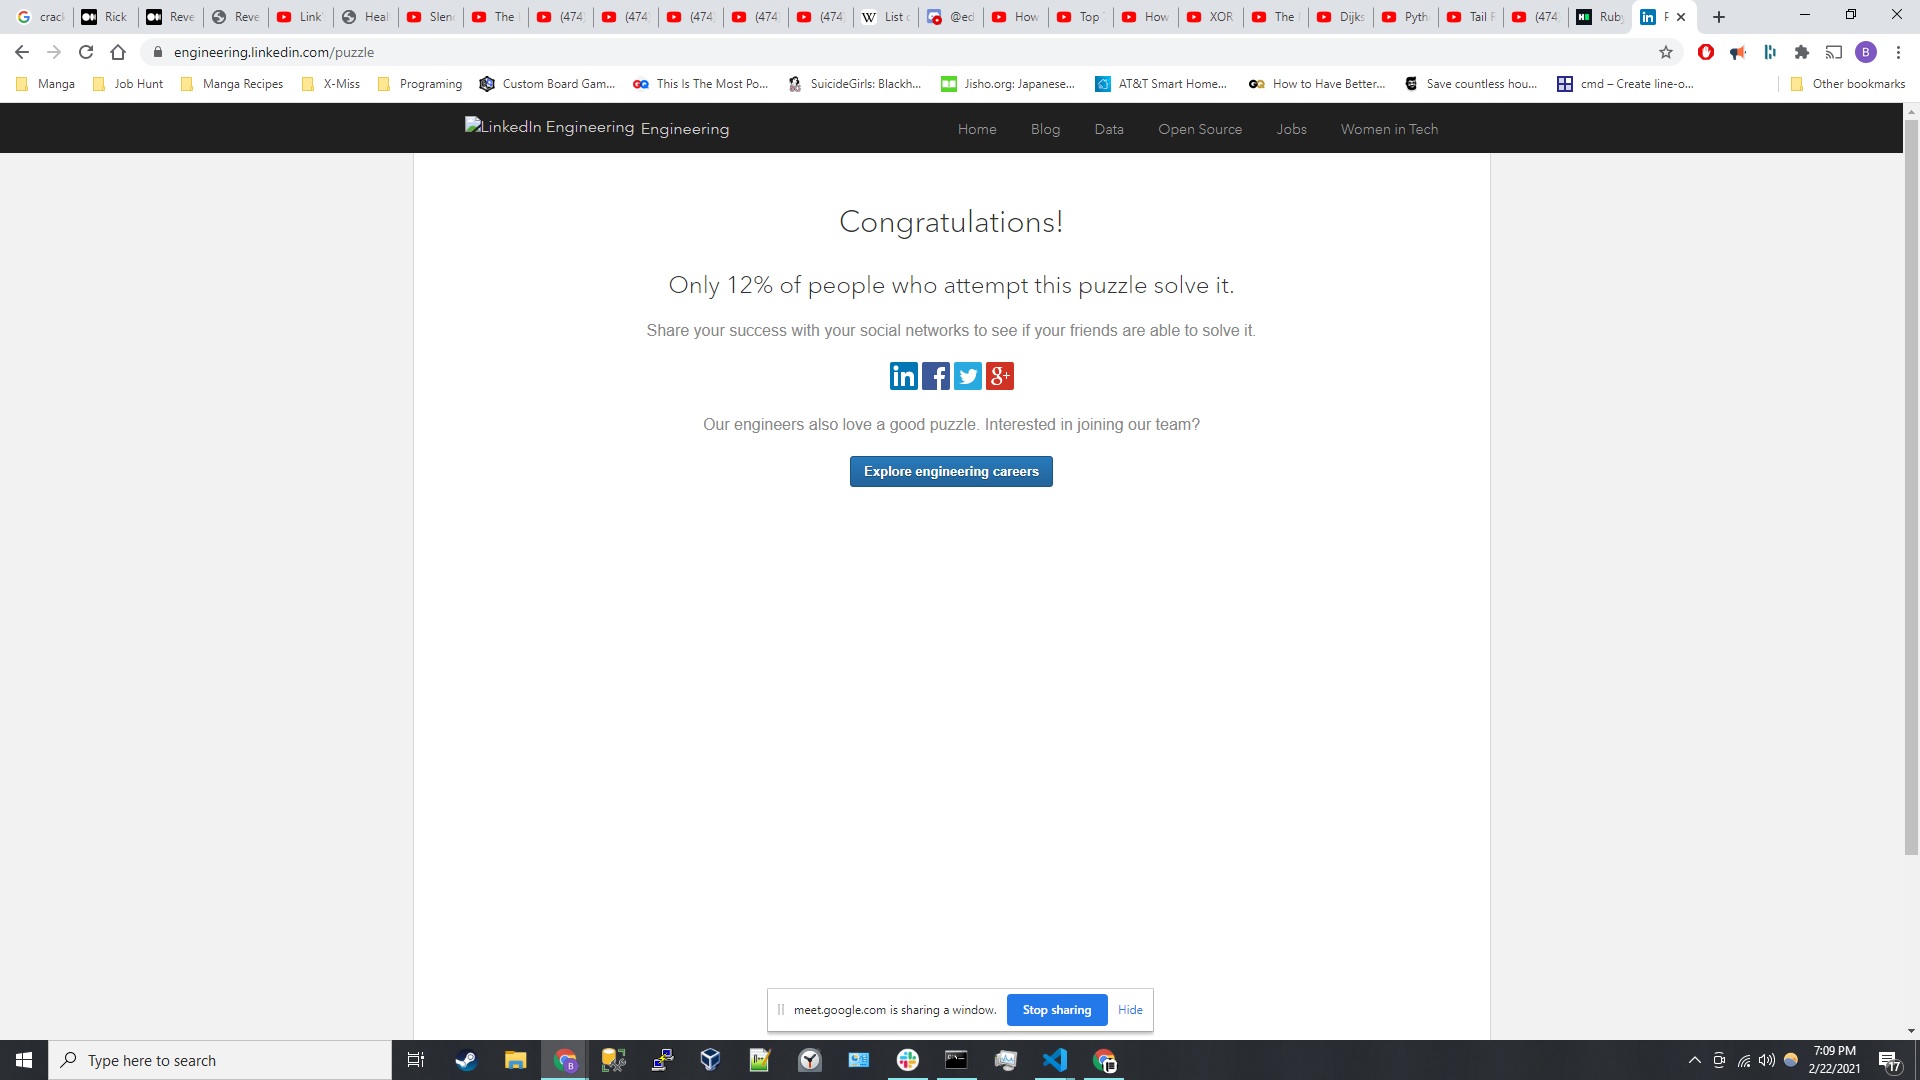 crack Rick Reve Reve Link' Heal Slend The (474 (474 (474 (474 (474 List o @ed How Top How XOR The Dijks Pyth Tail R (474 Ruby
engineering.linkedin.com/puzzle
Manga Job Hunt Manga Recipes X-Miss Programing Custom Board Gam... This Is The Most Po... SuicideGirls: Blackh... Jisho.org: Japanese... AT&T Smart Home... How to Have Better... Save countless hou... cmd – Create line-o... Other bookmarks
LinkedIn Engineering Engineering Home Blog Data Open Source Jobs Women in Tech
Congratulations!
Only 12% of people who attempt this puzzle solve it.
Share your success with your social networks to see if your friends are able to solve it.
Our engineers also love a good puzzle. Interested in joining our team?
Explore engineering careers
meet.google.com is sharing a window. Stop sharing Hide
Type here to search
7:09 PM
2/22/2021
17